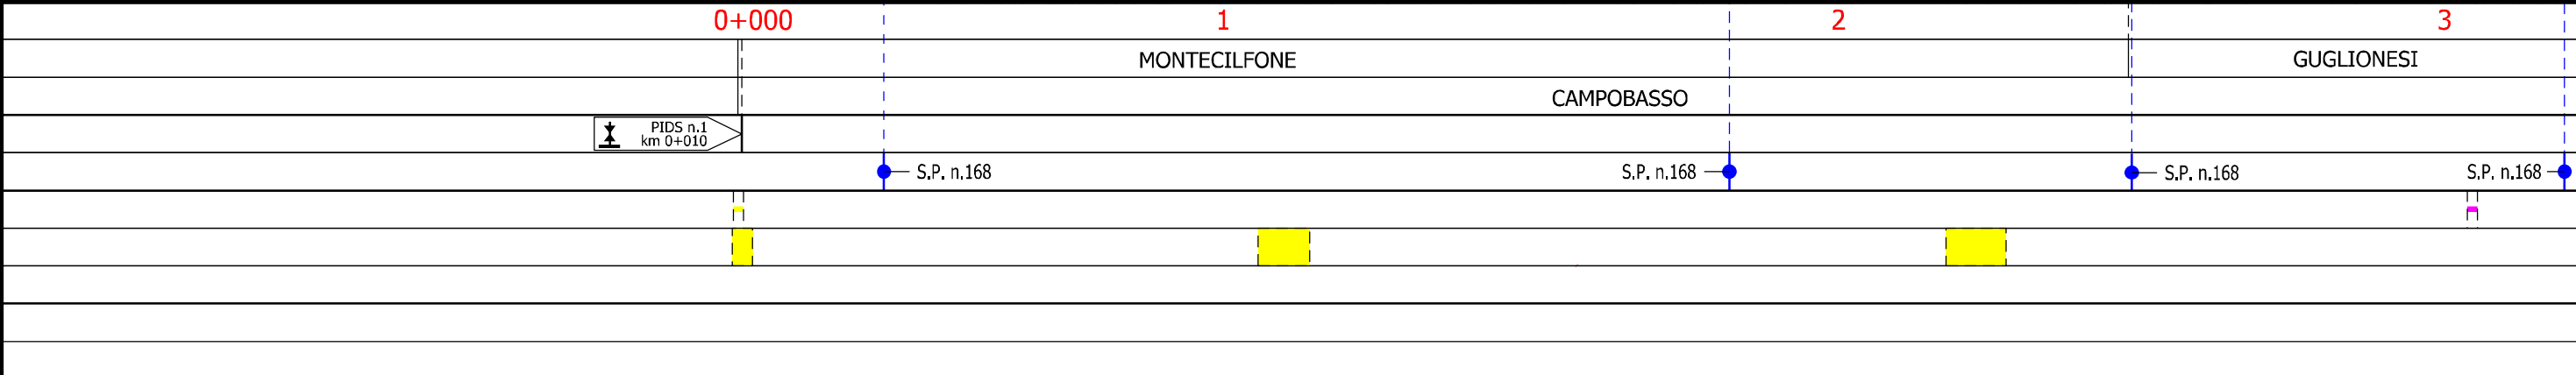 0+000 1 2 3
MONTECILFONE GUGLIONESI
CAMPOBASSO
PIDS n.1
km 0+010
S.P. n.168 S.P. n.168 S.P. n.168 S.P. n.168